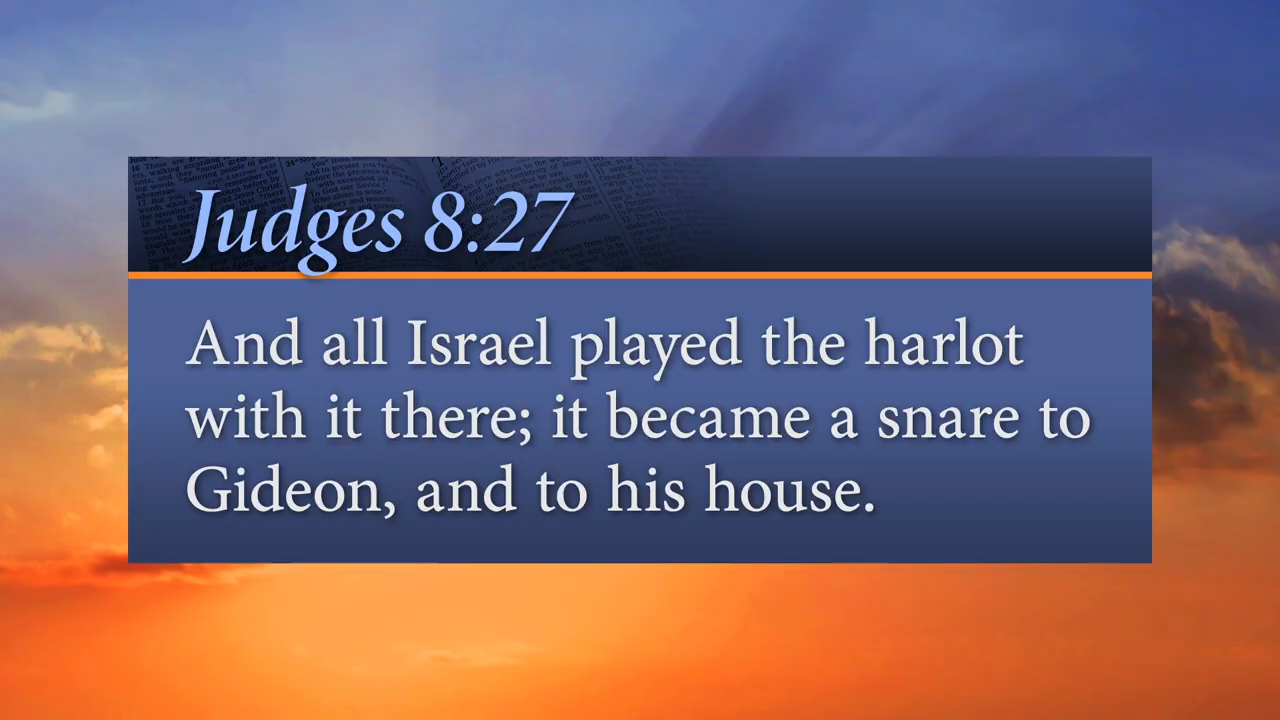 Judges 8:27
And all Israel played the harlot
with it there; it became a snare to
Gideon, and to his house.